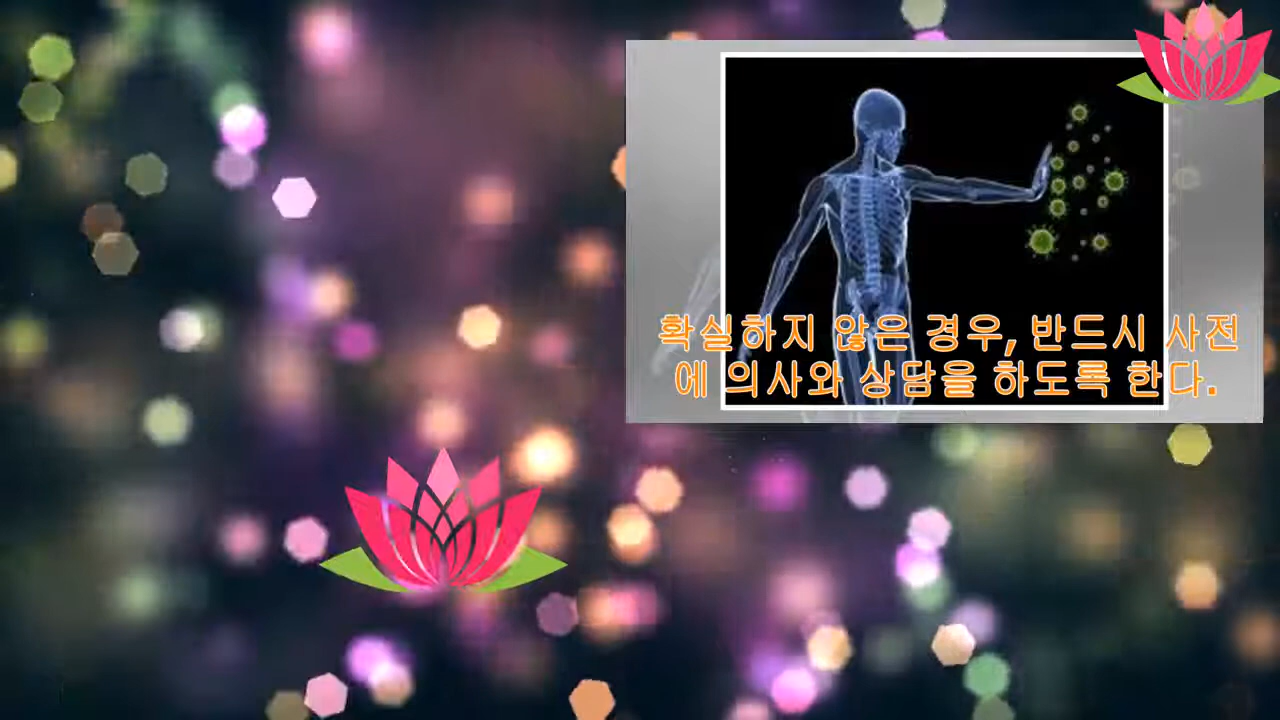 확실하지 않은 경우, 반드시 사전
에 의사와 상담을 하도록 한다.